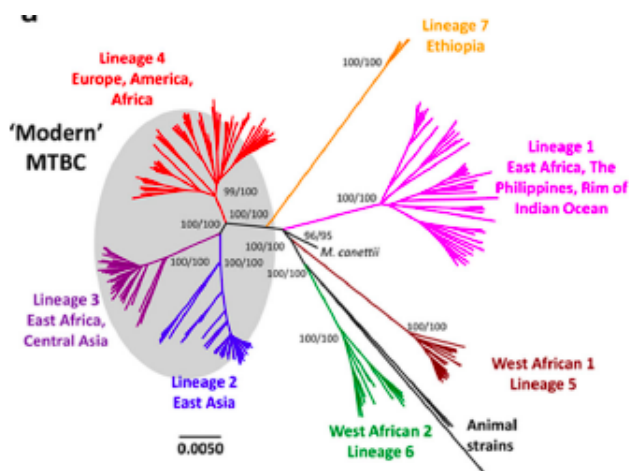 Lineage 7
Ethiopia
100/100
Lineage 4
Europe, America,
Africa
'Modern'
MTBC
Lineage 1
East Africa, The
Philippines, Rim of
Indian Ocean
100/100
99/100
100/100
100/100
100/100
96/95
M. canettii
100/100
100/100
100/100
Lineage 3
East Africa,
Central Asia
100/100
100/100
Lineage 2
East Asia
West African 1
Lineage 5
Animal
strains
West African 2
Lineage 6
0.0050